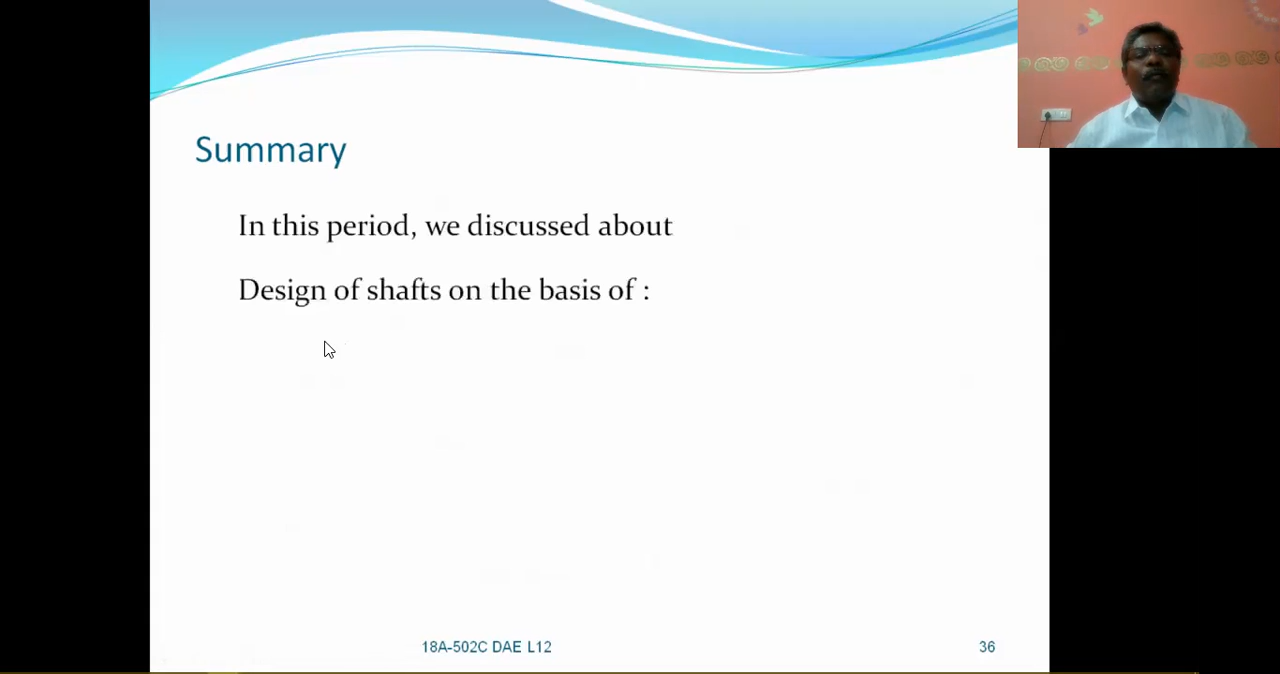 Summary
In this period, we discussed about
Design of shafts on the basis of :
18A-502C DAE L12
36